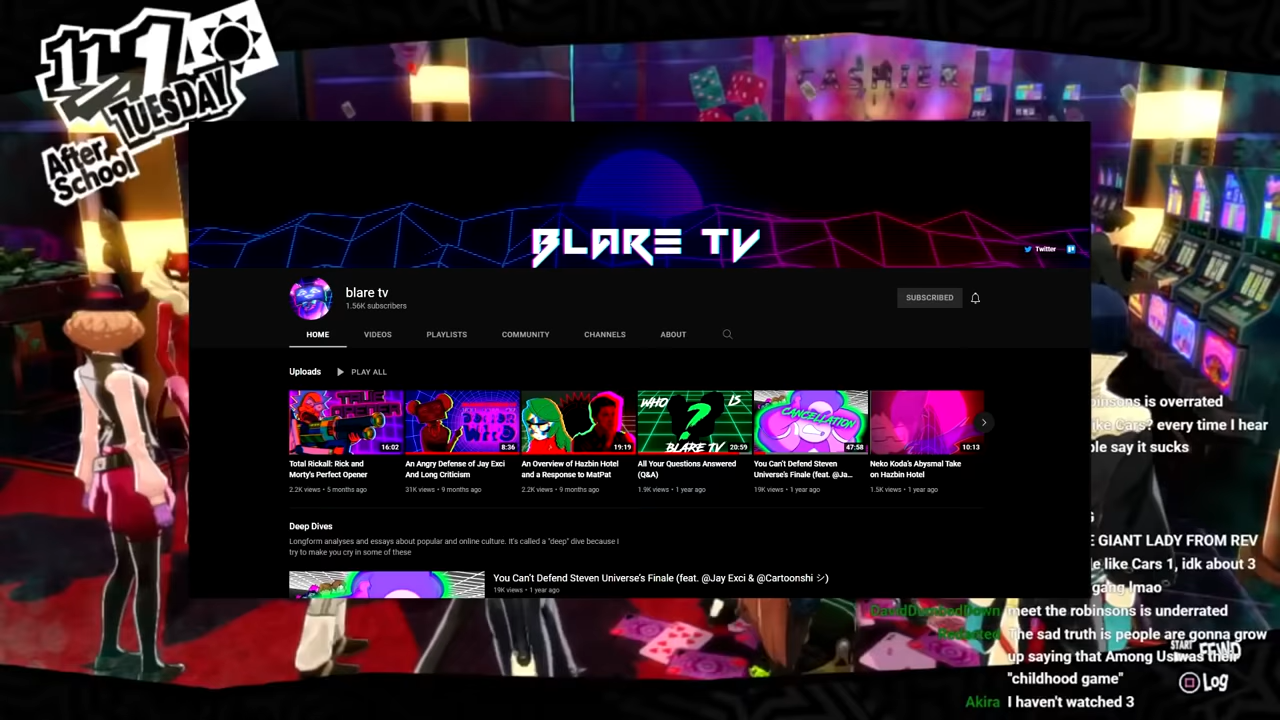 11/1
TUESDAY
After
School
CASHIER
BLARE TV
Twitter
blare tv
1.56K subscribers
SUBSCRIBED
HOME VIDEOS PLAYLISTS COMMUNITY CHANNELS ABOUT
Uploads PLAY ALL
16:02 8:36 19:19 20:59 47:58 10:13
WHO IS
?
BLARE TV
CANCELLATION
Total Rickall: Rick and
Morty's Perfect Opener
2.2K views • 5 months ago
An Angry Defense of Jay Exci
And Long Criticism
31K views • 9 months ago
An Overview of Hazbin Hotel
and a Response to MatPat
2.2K views • 9 months ago
All Your Questions Answered
(Q&A)
1.9K views • 1 year ago
You Can't Defend Steven
Universe's Finale (feat. @Ja...
19K views • 1 year ago
Neko Koda's Abysmal Take
on Hazbin Hotel
1.5K views • 1 year ago
Deep Dives
Longform analyses and essays about popular and online culture. It's called a "deep" dive because I
try to make you cry in some of these
You Can't Defend Steven Universe's Finale (feat. @Jay Exci & @Cartoonshi シ)
19K views • 1 year ago
is overrated
Cars? every time I hear
say it sucks
GIANT LADY FROM REV
like Cars 1, idk about 3
gang lmao
meet the robinsons is underrated
Redacted The sad truth is people are gonna grow
up saying that Among Us was their
"childhood game"
Akira I haven't watched 3
START
Log